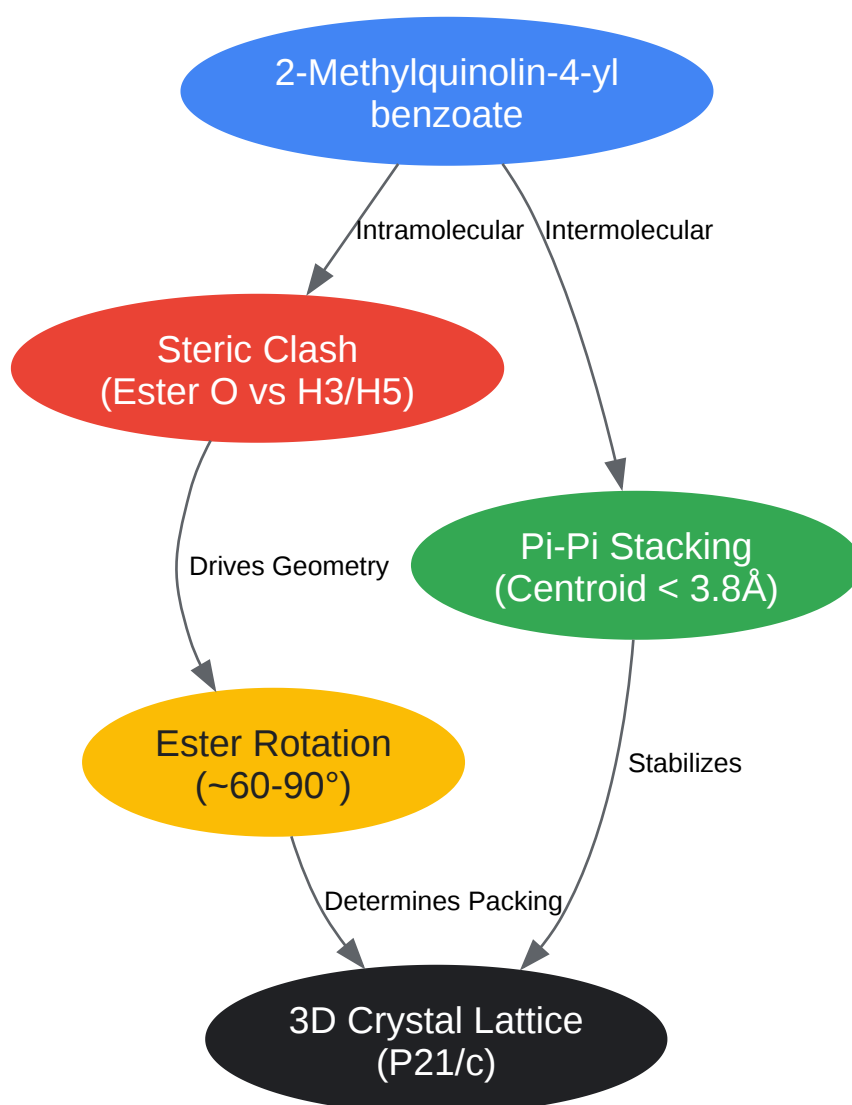 2-Methylquinolin-4-yl
benzoate
Intramolecular
Intermolecular
Steric Clash
(Ester O vs H3/H5)
Pi-Pi Stacking
(Centroid < 3.8Å)
Drives Geometry
Ester Rotation
(~60-90°)
Stabilizes
Determines Packing
3D Crystal Lattice
(P21/c)